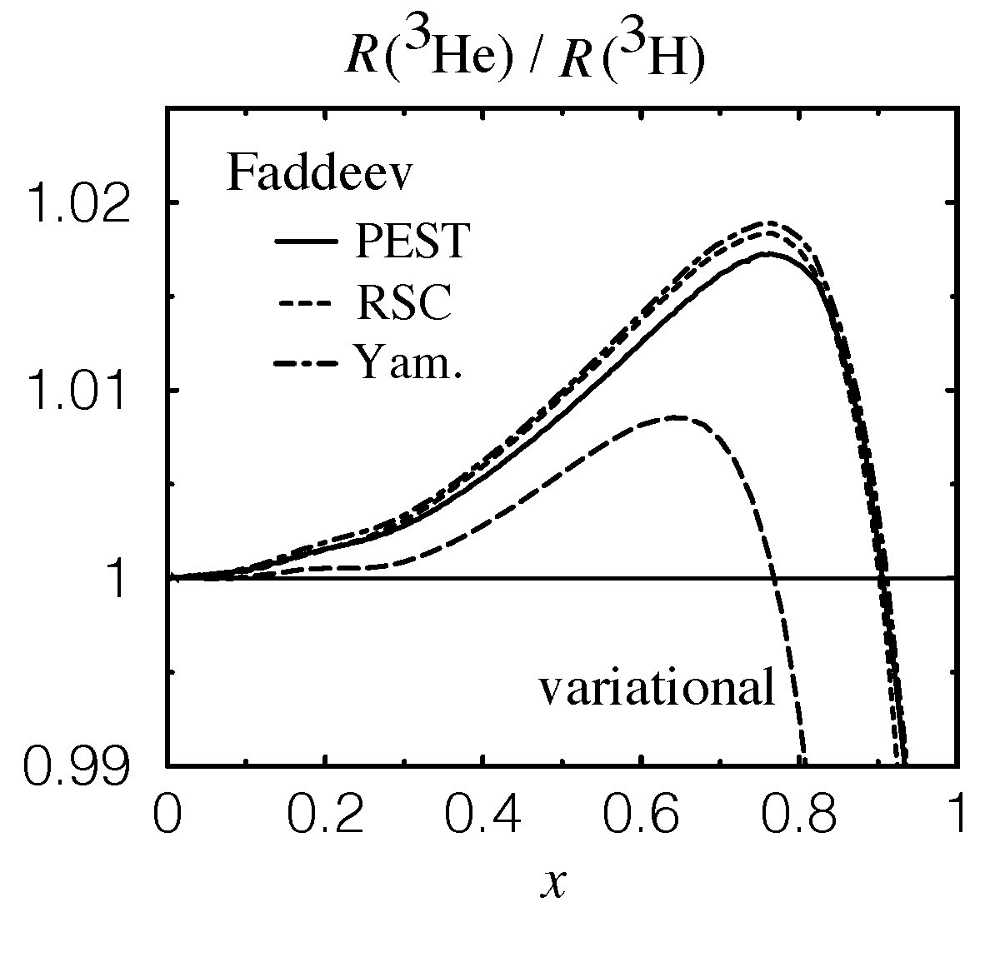 R(³He) / R(³H)
Faddeev
PEST
RSC
Yam.
variational
1.02
1.01
1
0.99
0 0.2 0.4 0.6 0.8 1
x